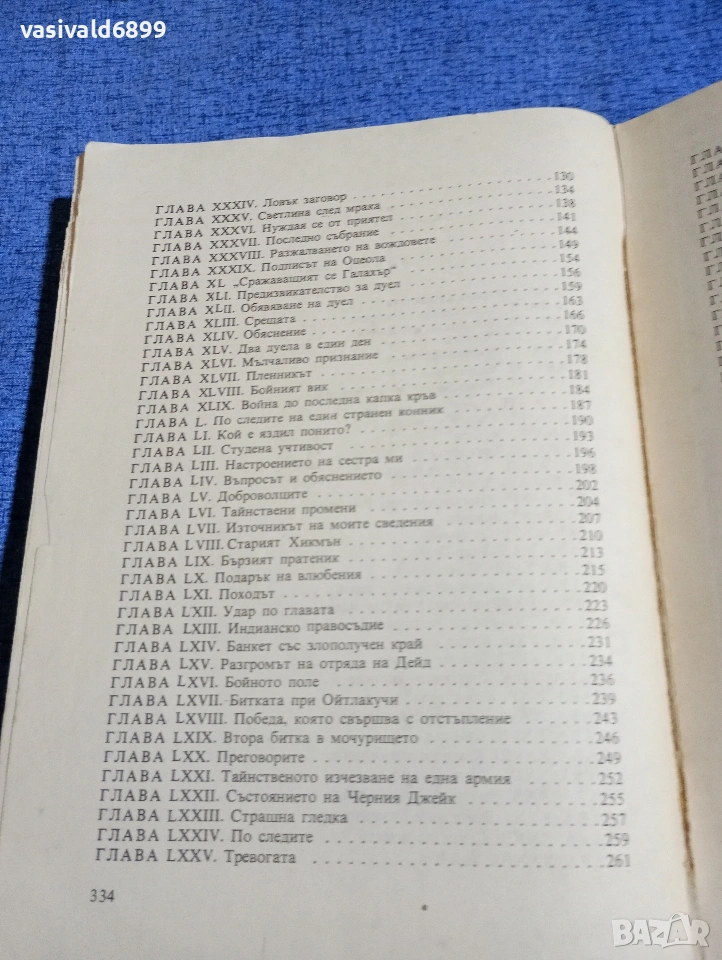 vasivald6899
ГЛАВА XXXIV. Ловък заговор 130
ГЛАВА XXXV. Светлина след мрака 134
ГЛАВА XXXVI. Нуждая се от приятел 138
ГЛАВА XXXVII. Последно събрание 141
ГЛАВА XXXVIII. Разжалването на вождовете 144
ГЛАВА XXXIX. Подписът на Оцеола 149
ГЛАВА XL „Сражаващият се Галахър“ 154
ГЛАВА XLI. Предизвикателство за дуел 156
ГЛАВА XLII. Обявяване на дуел 159
ГЛАВА XLIII. Срещата 163
ГЛАВА XLIV. Обяснение 166
ГЛАВА XLV. Два дуела в един ден 170
ГЛАВА XLVI. Мълчаливо признание 174
ГЛАВА XLVII. Пленникът 178
ГЛАВА XLVIII. Бойният вик 181
ГЛАВА XLIX. Война до последна капка кръв 184
ГЛАВА L. По следите на един странен конник 187
ГЛАВА LI. Кой е яздил понито? 190
ГЛАВА LII. Студена учтивост 193
ГЛАВА LIII. Настроението на сестра ми 196
ГЛАВА LIV. Въпросът и обяснението 198
ГЛАВА LV. Доброволците 202
ГЛАВА LVI. Тайнствени промени 204
ГЛАВА LVII. Източникът на моите сведения 207
ГЛАВА LVIII. Старият Хикмън 210
ГЛАВА LIX. Бързият пратеник 213
ГЛАВА LX. Подарък на влюбения 215
ГЛАВА LXI. Походът 220
ГЛАВА LXII. Удар по главата 223
ГЛАВА LXIII. Индианско правосъдие 226
ГЛАВА LXIV. Банкет със злополучен край 231
ГЛАВА LXV. Разгромът на отряда на Дейд 234
ГЛАВА LXVI. Бойното поле 236
ГЛАВА LXVII. Битката при Ойтлакучи 239
ГЛАВА LXVIII. Победа, която свършва с отстъпление 243
ГЛАВА LXIX. Втора битка в мочурището 246
ГЛАВА LXX. Преговорите 249
ГЛАВА LXXI. Тайнственото изчезване на една армия 252
ГЛАВА LXXII. Състоянието на Черния Джейк 255
ГЛАВА LXXIII. Страшна гледка 257
ГЛАВА LXXIV. По следите 259
ГЛАВА LXXV. Тревогата 261
334
BAZAR